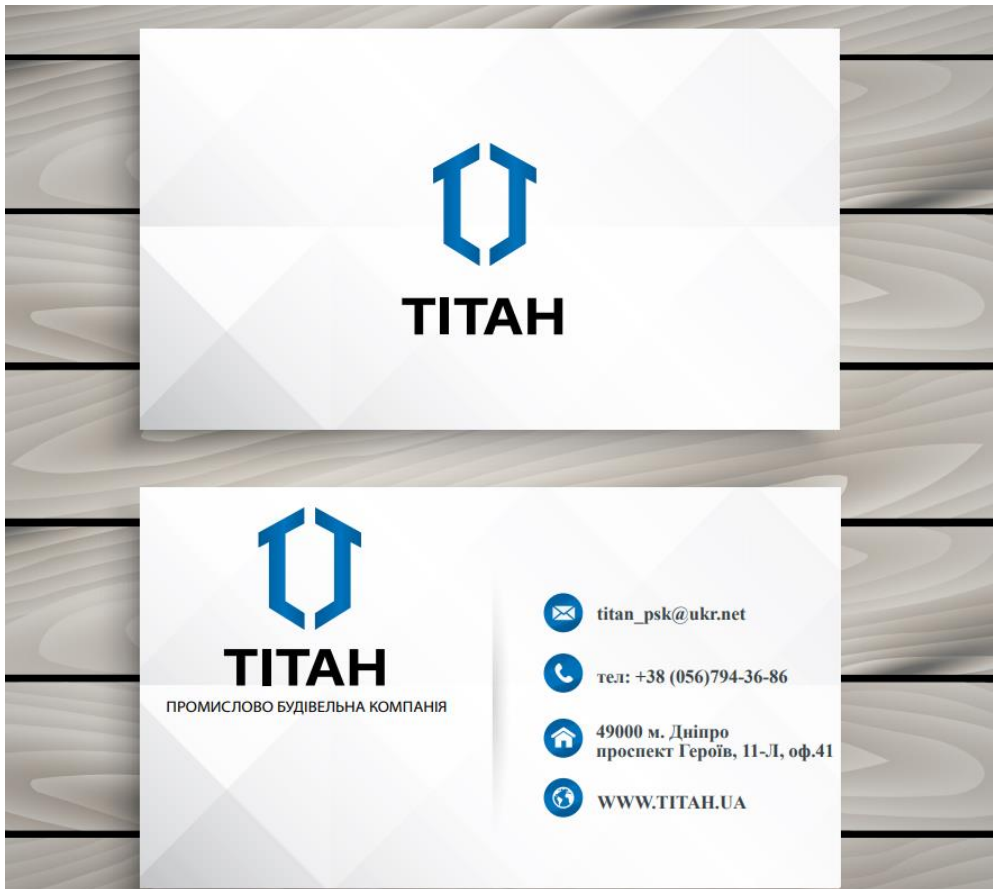 ТІТАН
ТІТАН
ПРОМИСЛОВО БУДІВЕЛЬНА КОМПАНІЯ
titan_psk@ukr.net
тел: +38 (056)794-36-86
49000 м. Дніпро
проспект Героїв, 11-Л, оф.41
WWW.TITAH.UA